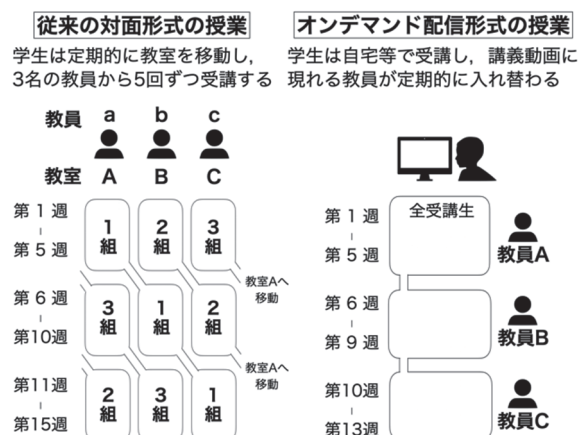 従来の対面形式の授業
学生は定期的に教室を移動し，
3名の教員から5回ずつ受講する
教員 a b c
教室 A B C
第 1 週
-
第 5 週
1組 2組 3組
教室Aへ
移動
第 6 週
-
第10週
3組 1組 2組
教室Aへ
移動
第11週
-
第15週
2組 3組 1組
オンデマンド配信形式の授業
学生は自宅等で受講し，講義動画に
現れる教員が定期的に入れ替わる
全受講生
第 1 週
-
第 5 週
教員A
第 6 週
-
第 9 週
教員B
第10週
-
第13週
教員C